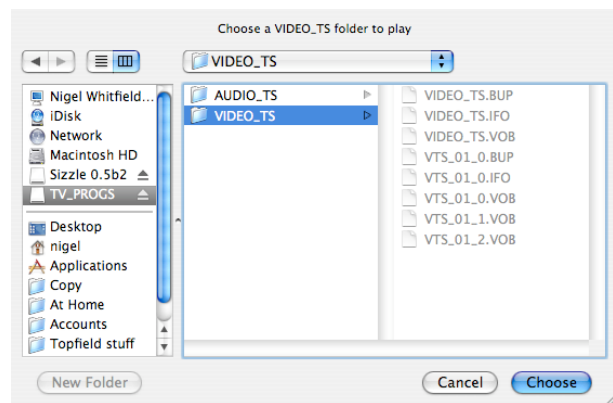 Choose a VIDEO_TS folder to play
VIDEO_TS
Nigel Whitfield...
iDisk
Network
Macintosh HD
Sizzle 0.5b2
TV_PROGS
Desktop
nigel
Applications
Copy
At Home
Accounts
Topfield stuff
AUDIO_TS
VIDEO_TS
VIDEO_TS.BUP
VIDEO_TS.IFO
VIDEO_TS.VOB
VTS_01_0.BUP
VTS_01_0.IFO
VTS_01_0.VOB
VTS_01_1.VOB
VTS_01_2.VOB
New Folder
Cancel
Choose